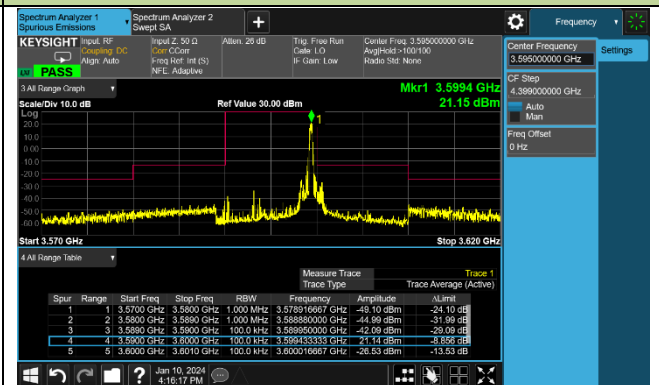 Spectrum Analyzer 1
Spurious Emissions
Spectrum Analyzer 2
Swept SA
Frequency
KEYSIGHT
Input: RF
Coupling: DC
Align: Auto
Input Z: 50 Ω
Corr CCorr
Freq Ref: Int (S)
NFE: Adaptive
Atten: 26 dB
Trig: Free Run
Gate: LO
IF Gain: Low
Center Freq: 3.595000000 GHz
Avg|Hold:>100/100
Radio Std: None
PASS
Center Frequency
3.595000000 GHz
Settings
CF Step
4.399000000 GHz
Auto
Man
Freq Offset
0 Hz
3 All Range Graph
Mkr1 3.5994 GHz
21.15 dBm
Scale/Div 10.0 dB
Ref Value 30.00 dBm
Log
20.0
10.0
0.00
-10.0
-20.0
-30.0
-40.0
-50.0
-60.0
1
Start 3.570 GHz
Stop 3.620 GHz
4 All Range Table
Measure Trace Trace 1
Trace Type Trace Average (Active)
Spur Range Start Freq Stop Freq RBW Frequency Amplitude ΔLimit
1 1 3.5700 GHz 3.5800 GHz 1.000 MHz 3.578916667 GHz -49.10 dBm -24.10 dB
2 2 3.5800 GHz 3.5890 GHz 1.000 MHz 3.588880000 GHz -44.99 dBm -31.99 dB
3 3 3.5890 GHz 3.5900 GHz 100.0 kHz 3.589950000 GHz -42.09 dBm -29.09 dB
4 4 3.5900 GHz 3.6000 GHz 100.0 kHz 3.599433333 GHz 21.14 dBm -8.856 dB
5 5 3.6000 GHz 3.6010 GHz 100.0 kHz 3.600016667 GHz -26.53 dBm -13.53 dB
Jan 10, 2024
4:16:17 PM